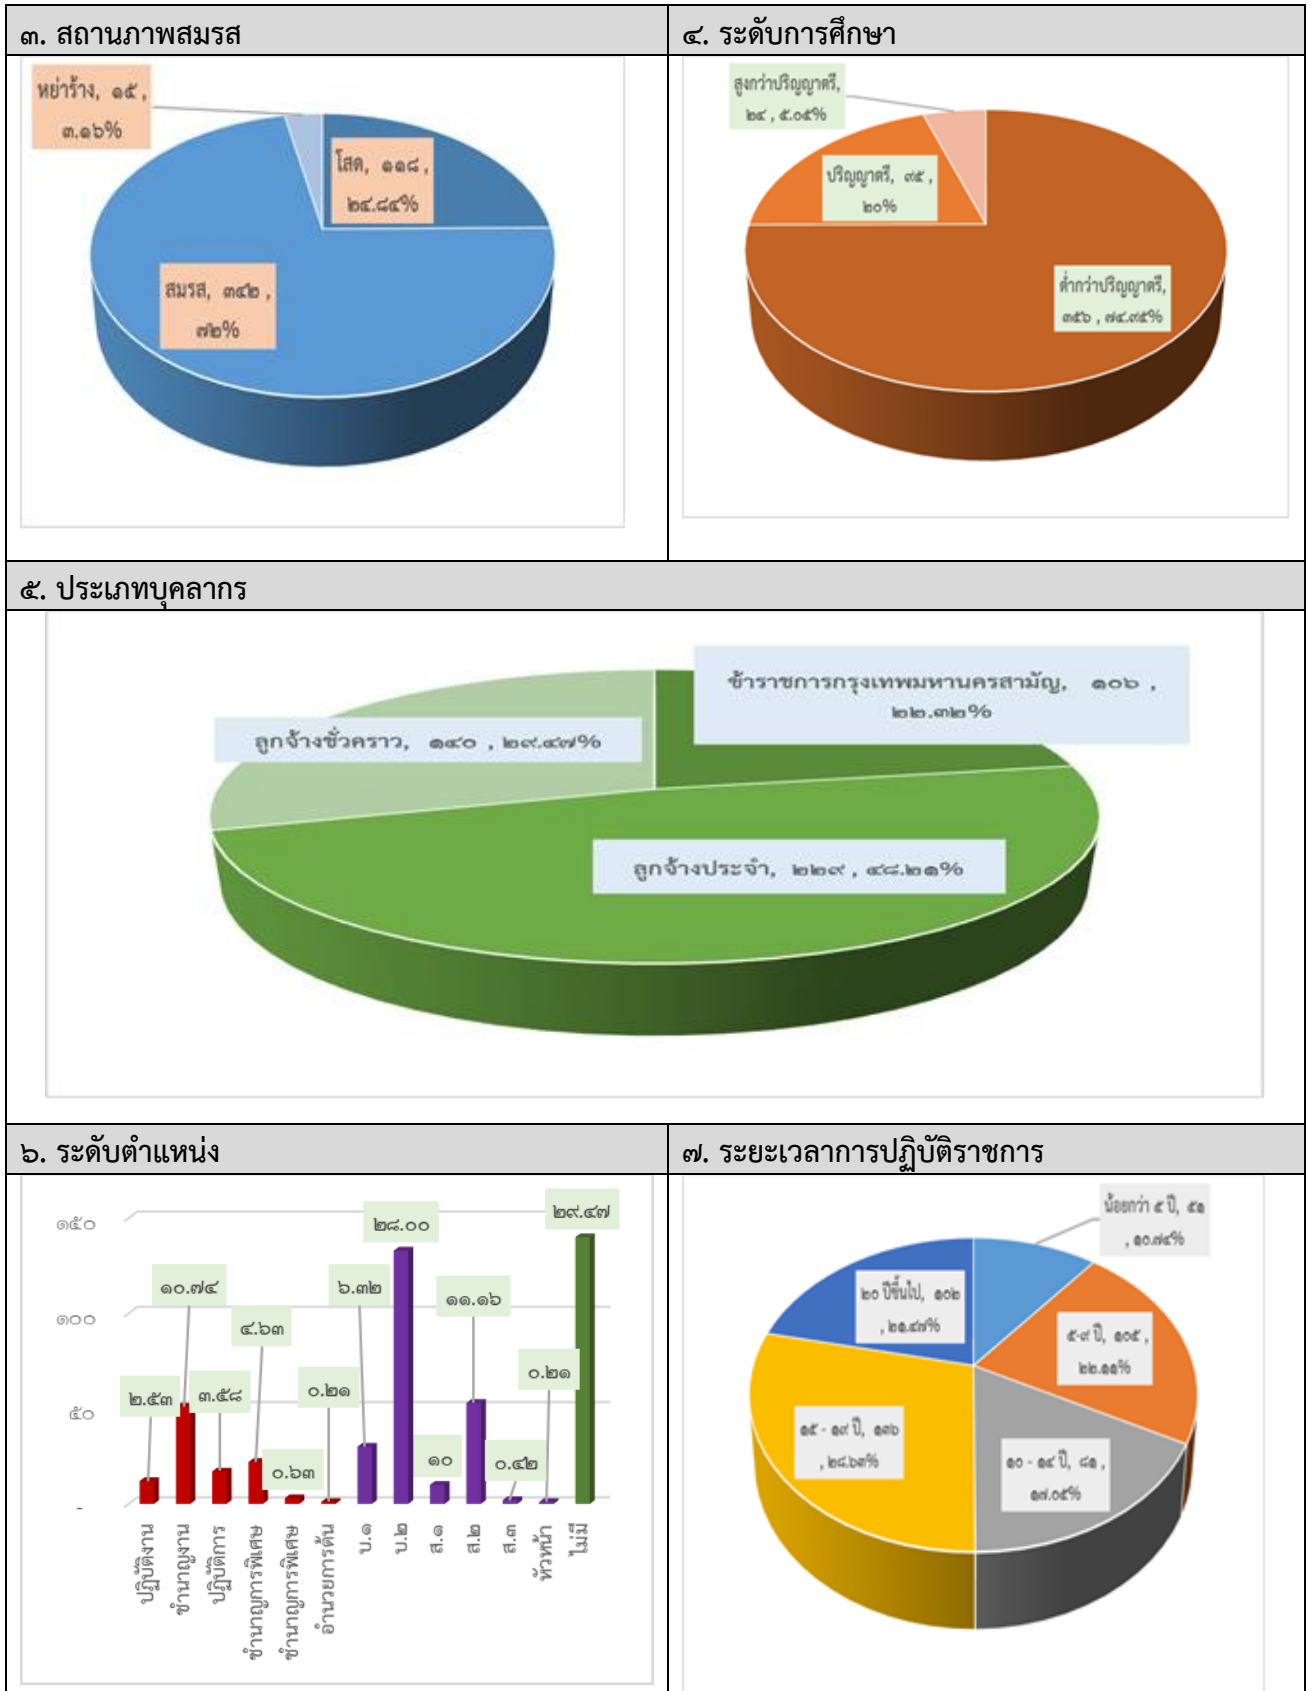 ๓. สถานภาพสมรส
๔. ระดับการศึกษา
หย่าร้าง, ๑๕ ,
๓.๑๖%
โสด, ๑๑๘ ,
๒๔.๘๔%
สมรส, ๓๔๒ ,
๗๒%
สูงกว่าปริญญาตรี,
๒๔ , ๕.๐๕%
ปริญญาตรี, ๙๕ ,
๒๐%
ต่ำกว่าปริญญาตรี,
๓๕๖ , ๗๔.๙๕%
๕. ประเภทบุคลากร
ข้าราชการกรุงเทพมหานครสามัญ, ๑๐๖ ,
๒๒.๓๒%
ลูกจ้างชั่วคราว, ๑๔๐ , ๒๙.๔๗%
ลูกจ้างประจำ, ๒๒๙ , ๔๘.๒๑%
๖. ระดับตำแหน่ง
๗. ระยะเวลาการปฏิบัติราชการ
๑๕๐
๑๐๐
๕๐
-
๒.๕๓
๑๐.๗๔
๓.๕๘
๔.๖๓
๐.๖๓
๐.๒๑
๖.๓๒
๒๘.๐๐
๑๐
๑๑.๑๖
๐.๔๒
๐.๒๑
๒๙.๔๗
ปฏิบัติงาน
ชำนาญงาน
ปฏิบัติการ
ชำนาญการพิเศษ
ชำนาญการพิเศษ
อำนวยการต้น
บ.๑
บ.๒
ส.๑
ส.๒
ส.๓
หัวหน้า
ไม่มี
น้อยกว่า ๕ ปี, ๕๑
, ๑๐.๗๔%
๕-๙ ปี, ๑๐๕ ,
๒๒.๑๑%
๑๐ - ๑๔ ปี, ๘๑ ,
๑๗.๐๕%
๑๕ - ๑๙ ปี, ๑๓๖
, ๒๘.๖๓%
๒๐ ปีขึ้นไป, ๑๐๒
, ๒๑.๔๗%